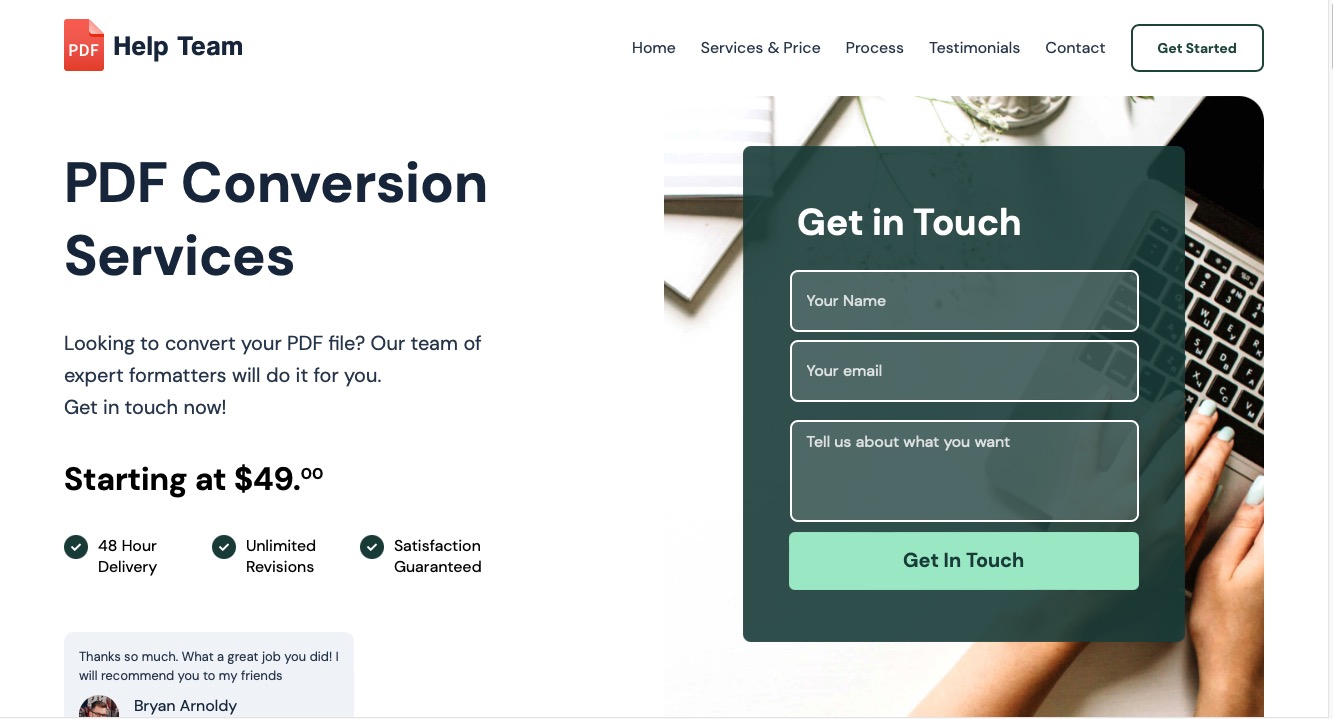 PDF Help Team
Home Services & Price Process Testimonials Contact Get Started
PDF Conversion
Services
Looking to convert your PDF file? Our team of
expert formatters will do it for you.
Get in touch now!
Starting at $49.00
48 Hour
Delivery
Unlimited
Revisions
Satisfaction
Guaranteed
Thanks so much. What a great job you did! I
will recommend you to my friends
Bryan Arnoldy
Get in Touch
Your Name
Your email
Tell us about what you want
Get In Touch